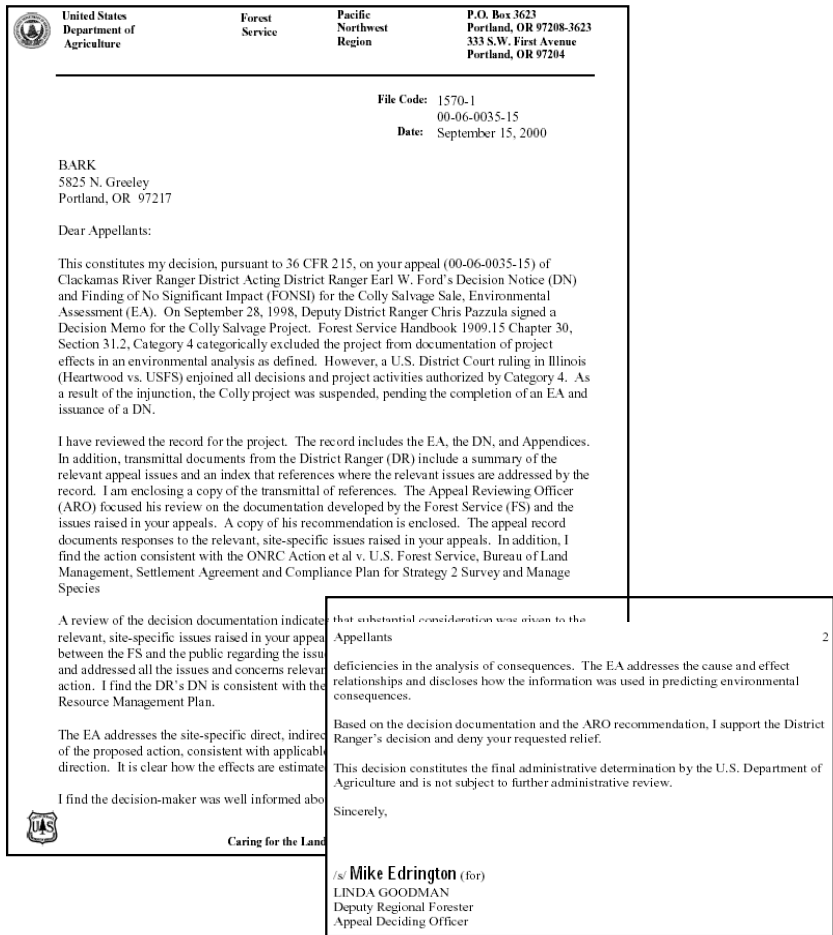 United States
Department of
Agriculture
Forest
Service
Pacific
Northwest
Region
P.O. Box 3623
Portland, OR 97208-3623
333 S.W. First Avenue
Portland, OR 97204
File Code: 1570-1
00-06-0035-15
Date: September 15, 2000
BARK
5825 N. Greeley
Portland, OR 97217
Dear Appellants:
This constitutes my decision, pursuant to 36 CFR 215, on your appeal (00-06-0035-15) of
Clackamas River Ranger District Acting District Ranger Earl W. Ford's Decision Notice (DN)
and Finding of No Significant Impact (FONSI) for the Colly Salvage Sale, Environmental
Assessment (EA). On September 28, 1998, Deputy District Ranger Chris Pazzula signed a
Decision Memo for the Colly Salvage Project. Forest Service Handbook 1909.15 Chapter 30,
Section 31.2, Category 4 categorically excluded the project from documentation of project
effects in an environmental analysis as defined. However, a U.S. District Court ruling in Illinois
(Heartwood vs. USFS) enjoined all decisions and project activities authorized by Category 4. As
a result of the injunction, the Colly project was suspended, pending the completion of an EA and
issuance of a DN.
I have reviewed the record for the project. The record includes the EA, the DN, and Appendices.
In addition, transmittal documents from the District Ranger (DR) include a summary of the
relevant appeal issues and an index that references where the relevant issues are addressed by the
record. I am enclosing a copy of the transmittal of references. The Appeal Reviewing Officer
(ARO) focused his review on the documentation developed by the Forest Service (FS) and the
issues raised in your appeals. A copy of his recommendation is enclosed. The appeal record
documents responses to the relevant, site-specific issues raised in your appeals. In addition, I
find the action consistent with the ONRC Action et al v. U.S. Forest Service, Bureau of Land
Management, Settlement Agreement and Compliance Plan for Strategy 2 Survey and Manage
Species
A review of the decision documentation indicates that substantial consideration was given to the
relevant, site-specific issues raised in your appea
between the FS and the public regarding the issu
and addressed all the issues and concerns relevan
action. I find the DR's DN is consistent with the
Resource Management Plan.
The EA addresses the site-specific direct, indirec
of the proposed action, consistent with applicabl
direction. It is clear how the effects are estimate
I find the decision-maker was well informed abo
UAS
Caring for the Land
Appellants 2
deficiencies in the analysis of consequences. The EA addresses the cause and effect
relationships and discloses how the information was used in predicting environmental
consequences.
Based on the decision documentation and the ARO recommendation, I support the District
Ranger's decision and deny your requested relief.
This decision constitutes the final administrative determination by the U.S. Department of
Agriculture and is not subject to further administrative review.
Sincerely,
/s/ Mike Edrington (for)
LINDA GOODMAN
Deputy Regional Forester
Appeal Deciding Officer